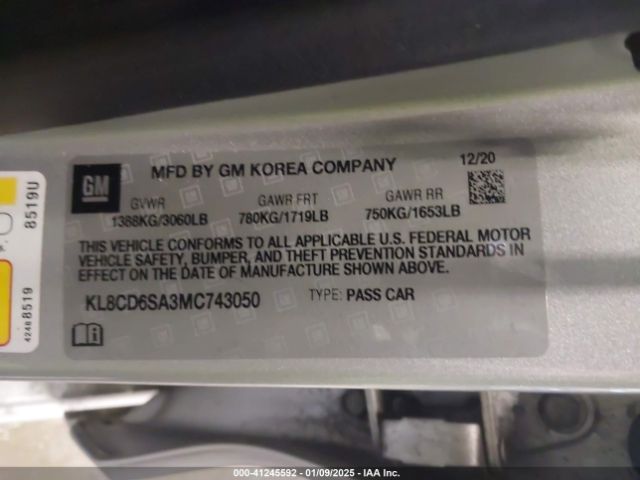 MFD BY GM KOREA COMPANY 12/20
GM
GVWR GAWR FRT GAWR RR
1388KG/3060LB 780KG/1719LB 750KG/1653LB
THIS VEHICLE CONFORMS TO ALL APPLICABLE U.S. FEDERAL MOTOR
VEHICLE SAFETY, BUMPER, AND THEFT PREVENTION STANDARDS IN
EFFECT ON THE DATE OF MANUFACTURE SHOWN ABOVE.
KL8CD6SA3MC743050 TYPE: PASS CAR
8519U
42468519
000-41245592 - 01/09/2025 - IAA Inc.